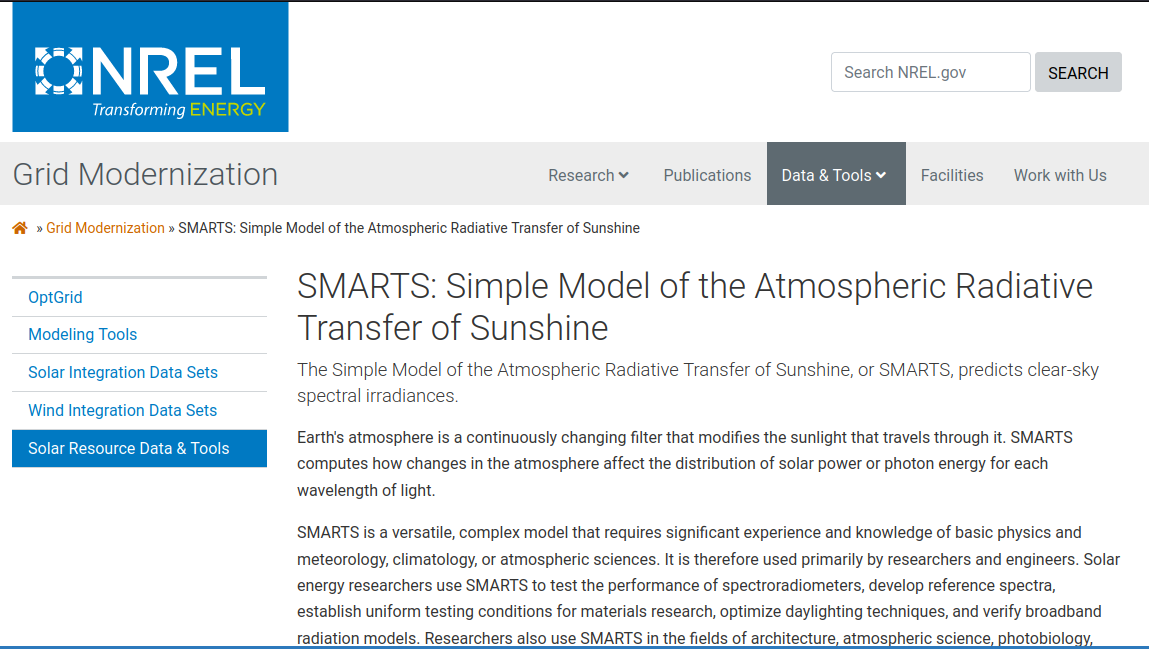 NREL
Transforming ENERGY
Search NREL.gov
SEARCH
Grid Modernization
Research
Publications
Data & Tools
Facilities
Work with Us
» Grid Modernization » SMARTS: Simple Model of the Atmospheric Radiative Transfer of Sunshine
OptGrid
Modeling Tools
Solar Integration Data Sets
Wind Integration Data Sets
Solar Resource Data & Tools
SMARTS: Simple Model of the Atmospheric Radiative
Transfer of Sunshine
The Simple Model of the Atmospheric Radiative Transfer of Sunshine, or SMARTS, predicts clear-sky
spectral irradiances.
Earth's atmosphere is a continuously changing filter that modifies the sunlight that travels through it. SMARTS
computes how changes in the atmosphere affect the distribution of solar power or photon energy for each
wavelength of light.
SMARTS is a versatile, complex model that requires significant experience and knowledge of basic physics and
meteorology, climatology, or atmospheric sciences. It is therefore used primarily by researchers and engineers. Solar
energy researchers use SMARTS to test the performance of spectroradiometers, develop reference spectra,
establish uniform testing conditions for materials research, optimize daylighting techniques, and verify broadband
radiation models. Researchers also use SMARTS in the fields of architecture, atmospheric science, photobiology,